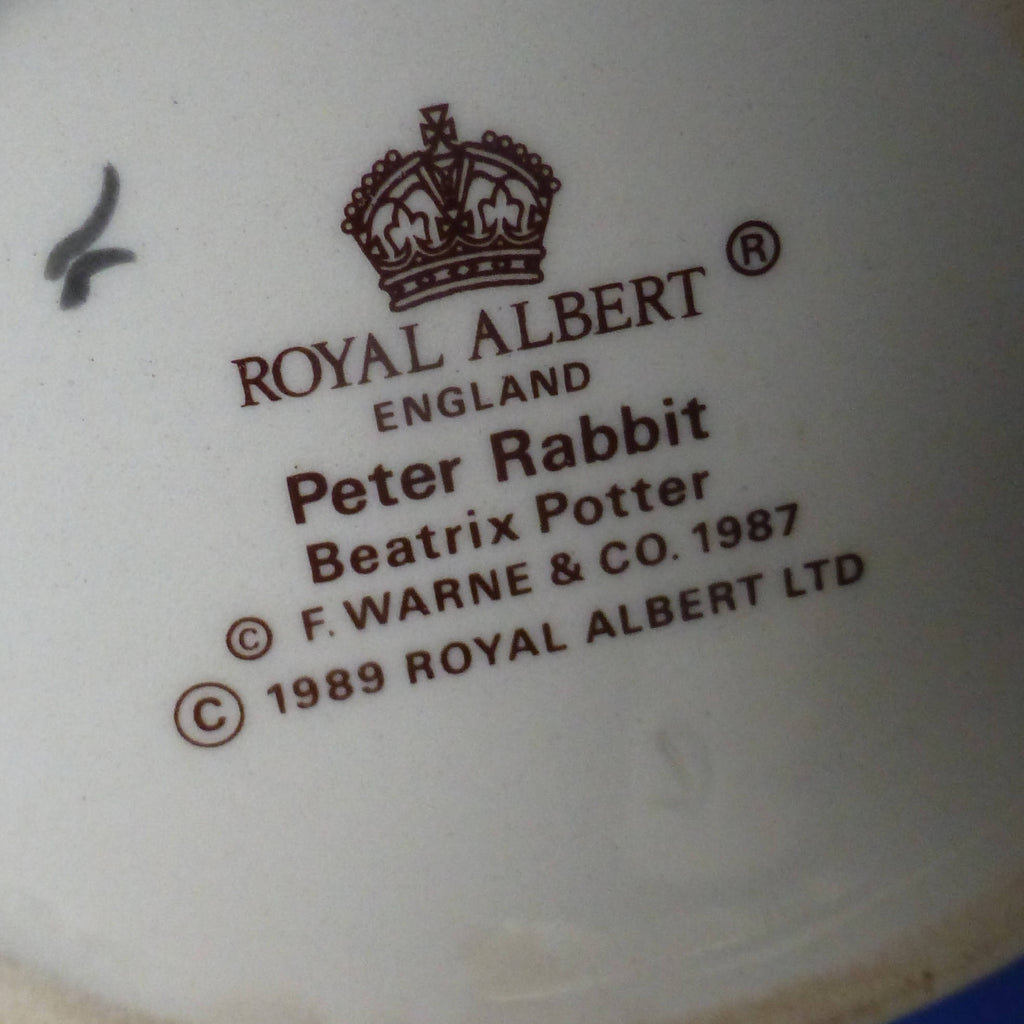 ROYAL ALBERT ®
ENGLAND
Peter Rabbit
Beatrix Potter
© F. WARNE & CO. 1987
© 1989 ROYAL ALBERT LTD